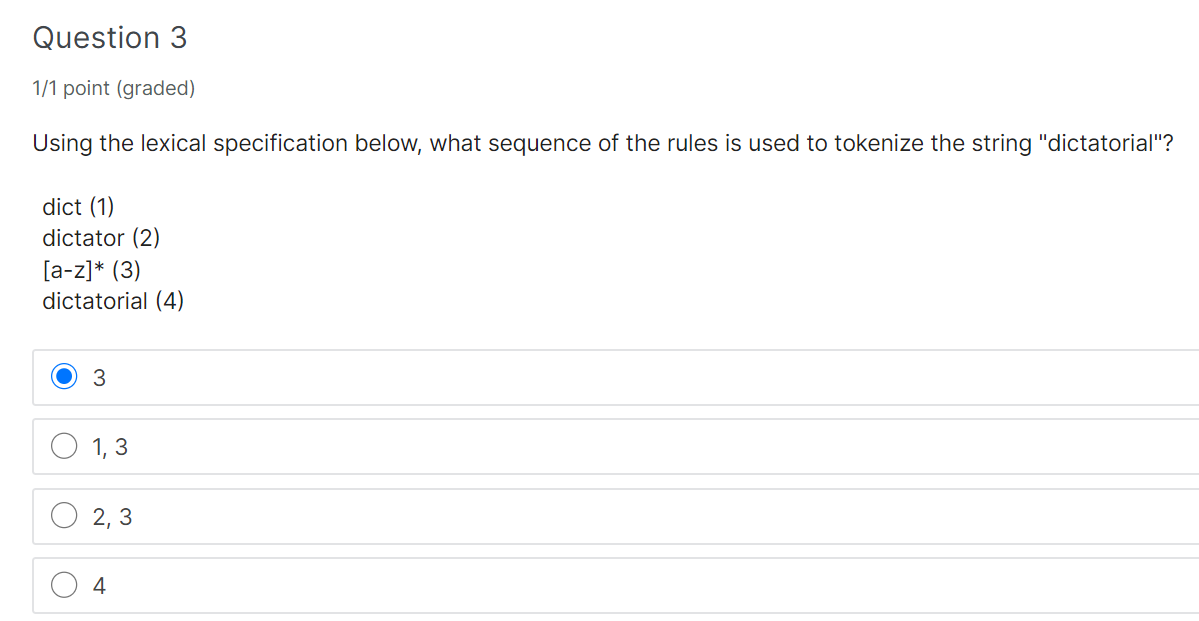 Question 3
1/1 point (graded)
Using the lexical specification below, what sequence of the rules is used to tokenize the string "dictatorial"?
dict (1)
dictator (2)
[a-z]* (3)
dictatorial (4)
3
1, 3
2, 3
4